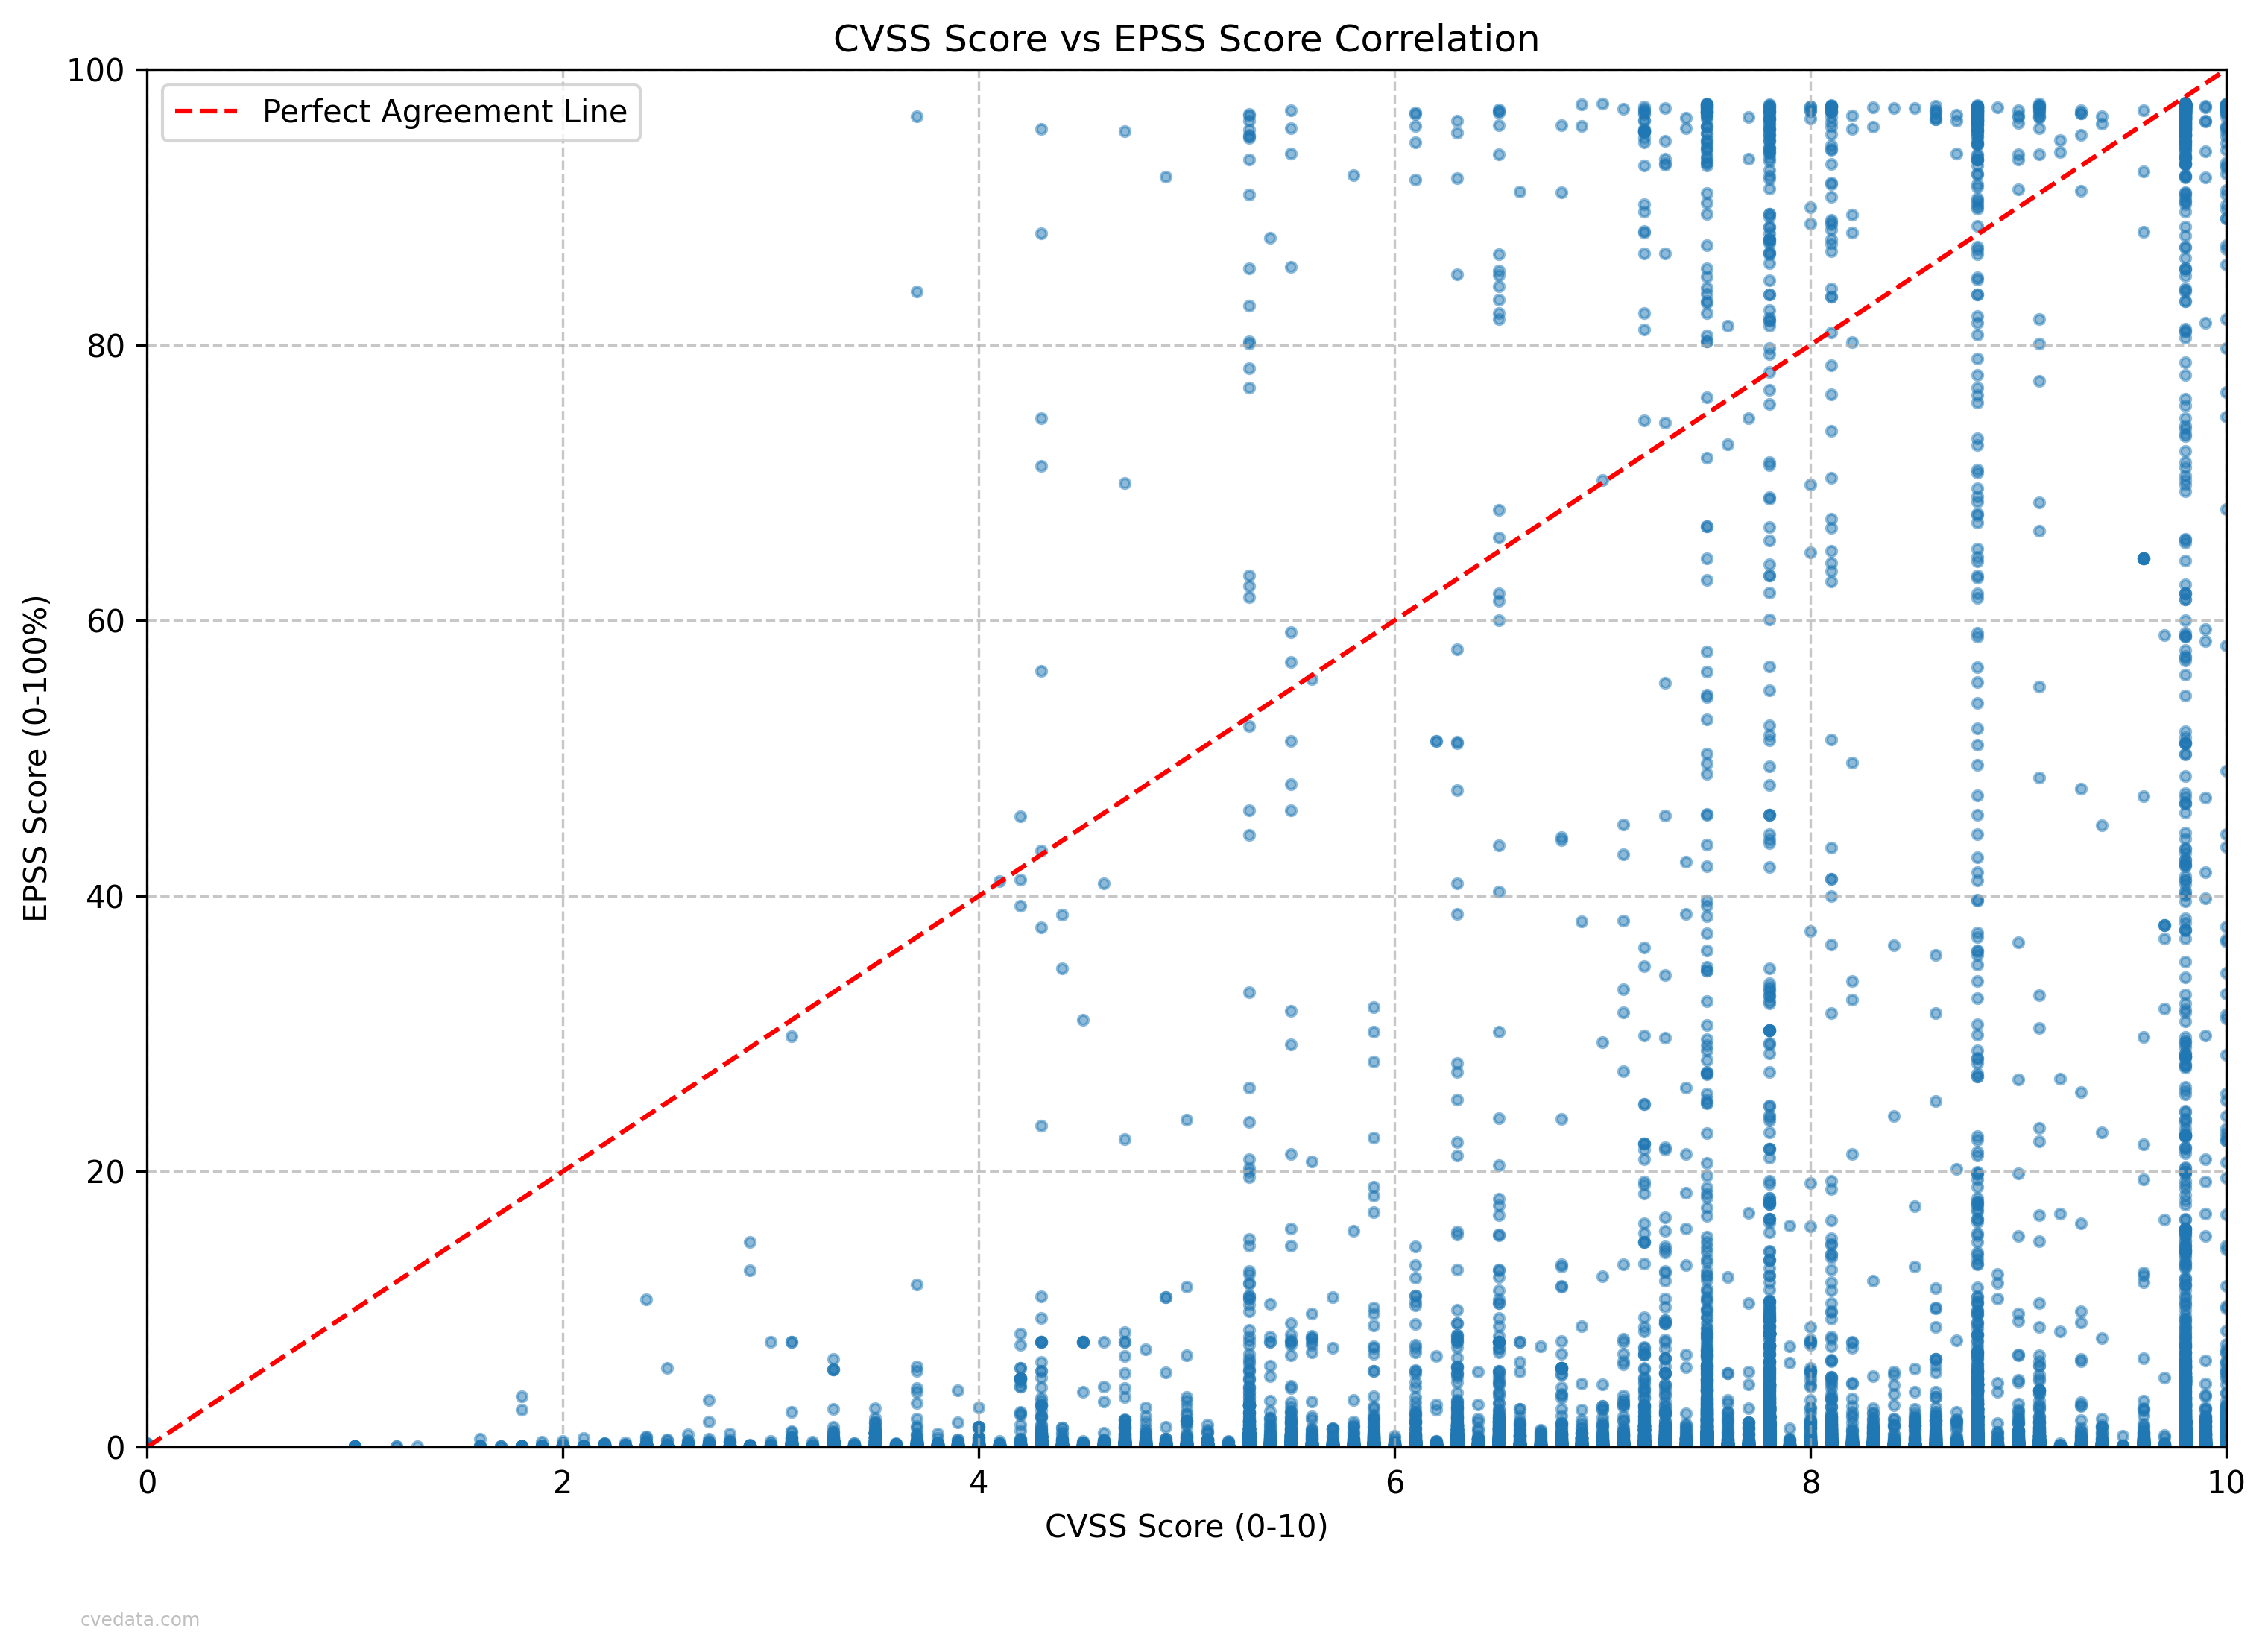 CVSS Score vs EPSS Score Correlation
100
Perfect Agreement Line
80
60
40
20
0
EPSS Score (0-100%)
0 2 4 6 8 10
CVSS Score (0-10)
cvedata.com